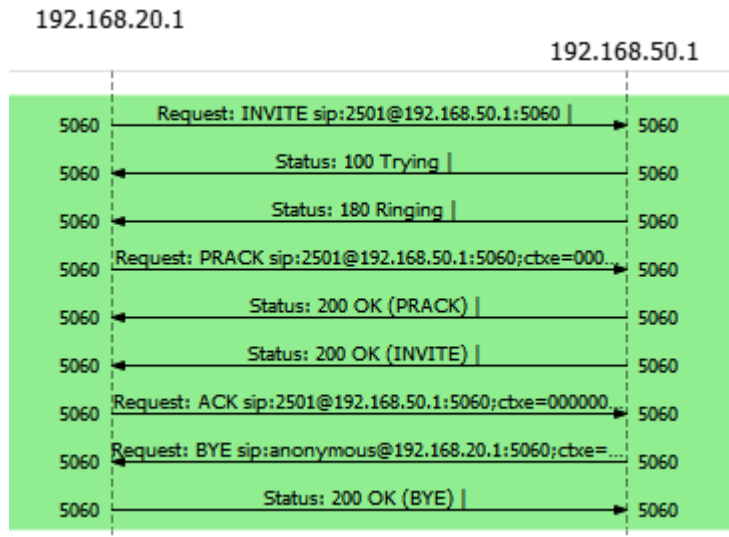 192.168.20.1
192.168.50.1
5060 Request: INVITE sip:2501@192.168.50.1:5060 | 5060
5060 Status: 100 Trying | 5060
5060 Status: 180 Ringing | 5060
5060 Request: PRACK sip:2501@192.168.50.1:5060;ctxe=000... 5060
5060 Status: 200 OK (PRACK) | 5060
5060 Status: 200 OK (INVITE) | 5060
5060 Request: ACK sip:2501@192.168.50.1:5060;ctxe=000000... 5060
5060 Request: BYE sip:anonymous@192.168.20.1:5060;ctxe=... 5060
5060 Status: 200 OK (BYE) | 5060